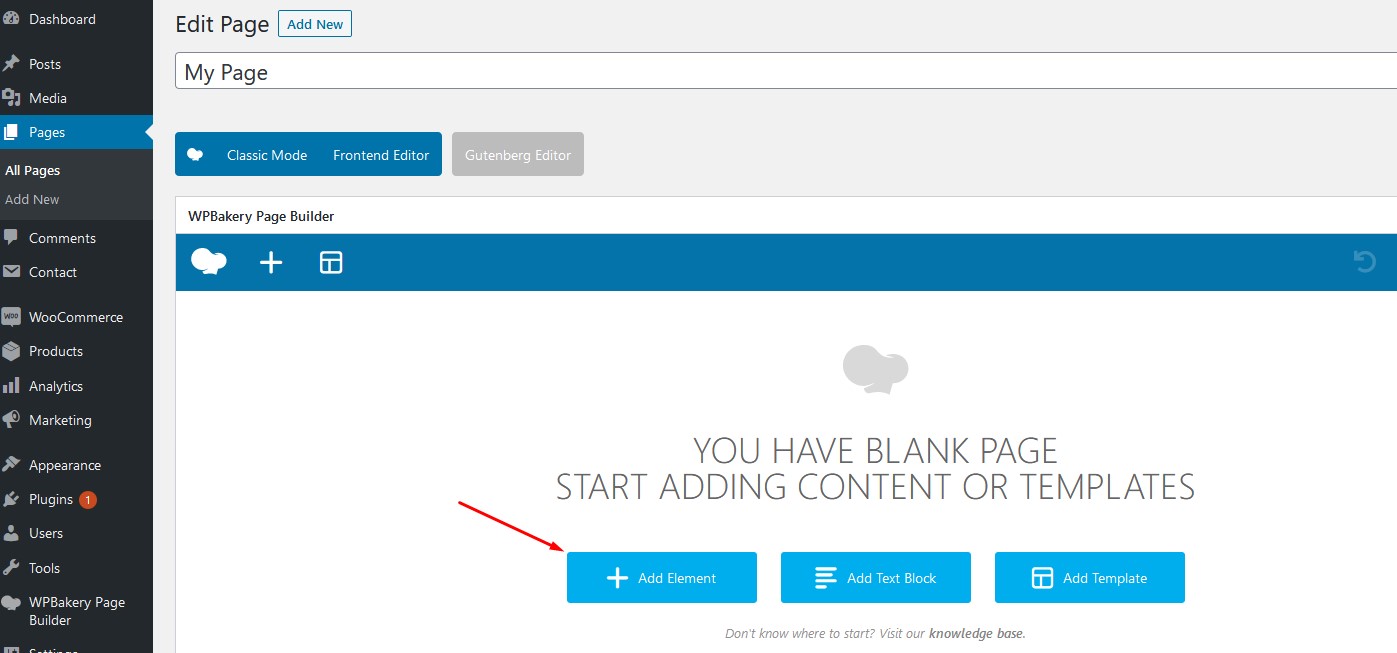 Dashboard
Posts
Media
Pages
All Pages
Add New
Comments
Contact
WOO
WooCommerce
Products
Analytics
Marketing
Appearance
Plugins 1
Users
Tools
WPBakery Page
Builder
Settings
Edit Page Add New
My Page
Classic Mode Frontend Editor Gutenberg Editor
WPBakery Page Builder
YOU HAVE BLANK PAGE
START ADDING CONTENT OR TEMPLATES
Add Element Add Text Block Add Template
Don't know where to start? Visit our knowledge base.